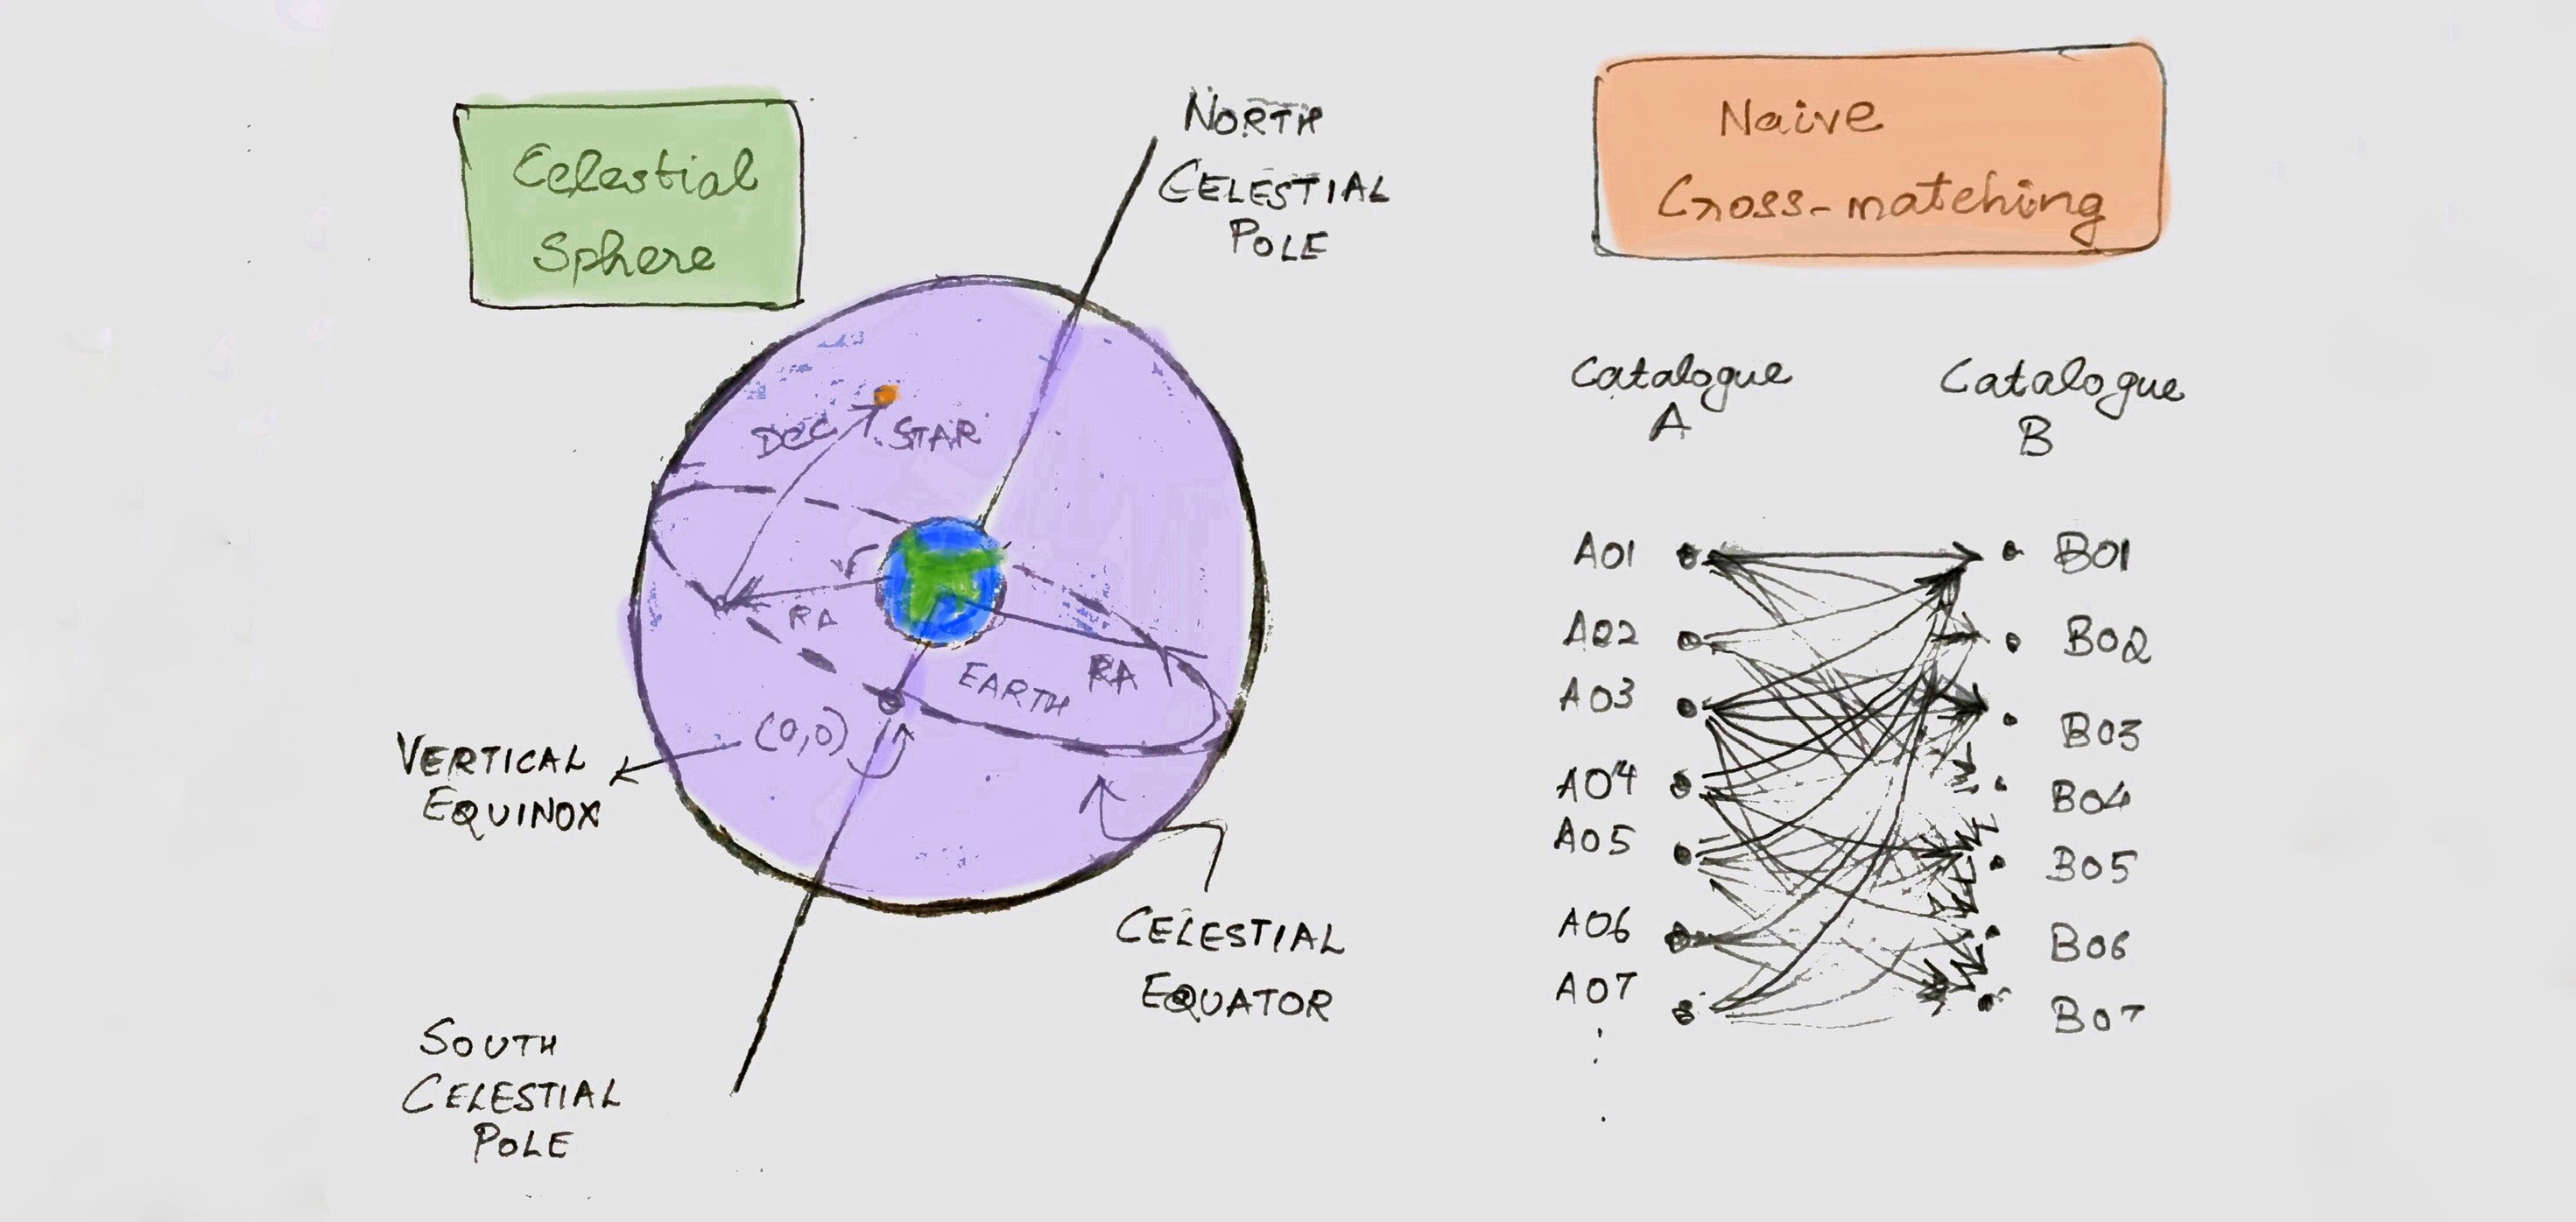 Celestial
Sphere
NORTH
CELESTIAL
POLE
DEC
STAR
RA
EARTH
RA
(0,0)
VERTICAL
EQUINOX
CELESTIAL
EQUATOR
SOUTH
CELESTIAL
POLE
Naive
Cross-matching
Catalogue
A
Catalogue
B
A01
B01
A02
B02
A03
B03
A04
B04
A05
B05
A06
B06
A07
B07